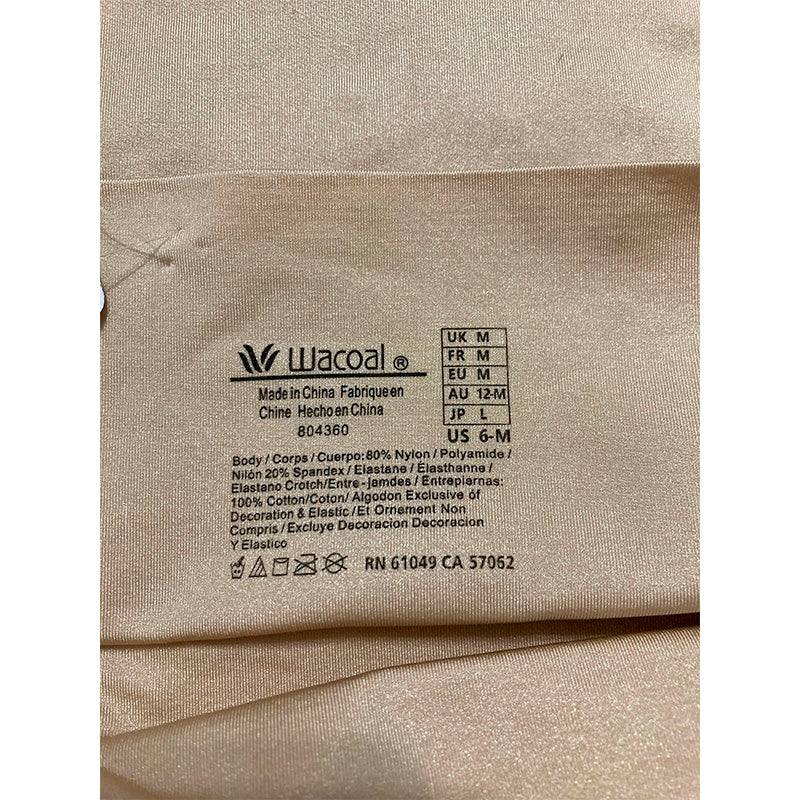 Wacoal ®
Made in China Fabrique en
Chine Hecho en China
804360
UK M
FR M
EU M
AU 12-M
JP L
US 6-M
Body / Corps / Cuerpo: 80% Nylon / Polyamide /
Nilón 20% Spandex / Elastane / Élasthanne /
Elastano Crotch/Entre-jamdes / Entrepiernas:
100% Cotton/Coton/ Algodon Exclusive of
Decoration & Elastic / Et Ornement Non
Compris / Excluye Decoracion Decoracion
Y Elastico
RN 61049 CA 57062